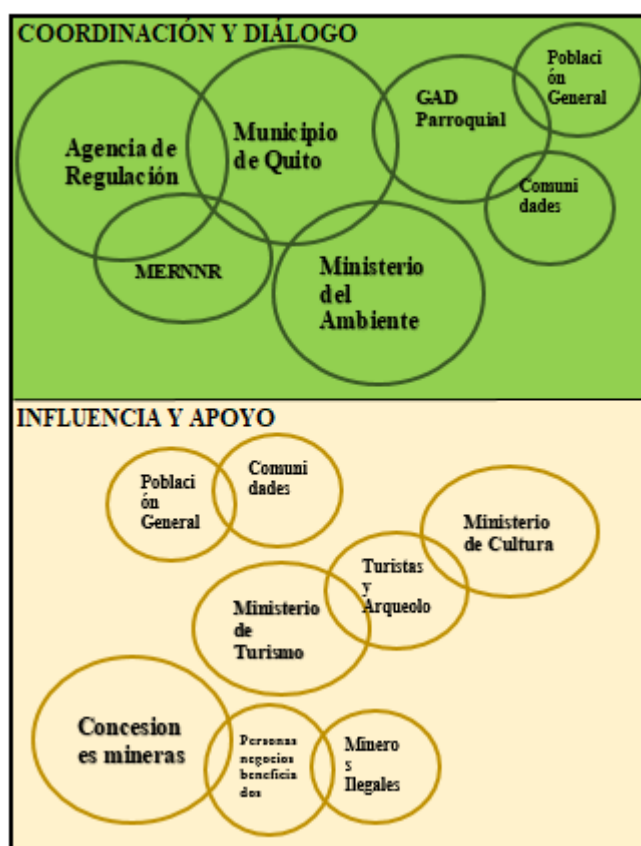 COORDINACIÓN Y DIÁLOGO
Agencia de
Regulación
Municipio
de Quito
GAD
Parroquial
Poblaci
ón
General
Comuni
dades
MERNNR
Ministerio
del
Ambiente
INFLUENCIA Y APOYO
Poblaci
ón
General
Comuni
dades
Ministerio
de Cultura
Turistas
y
Arqueolo
Ministerio
de
Turismo
Concesion
es mineras
Personas
negocios
beneficia
dos
Minero
s
Ilegales